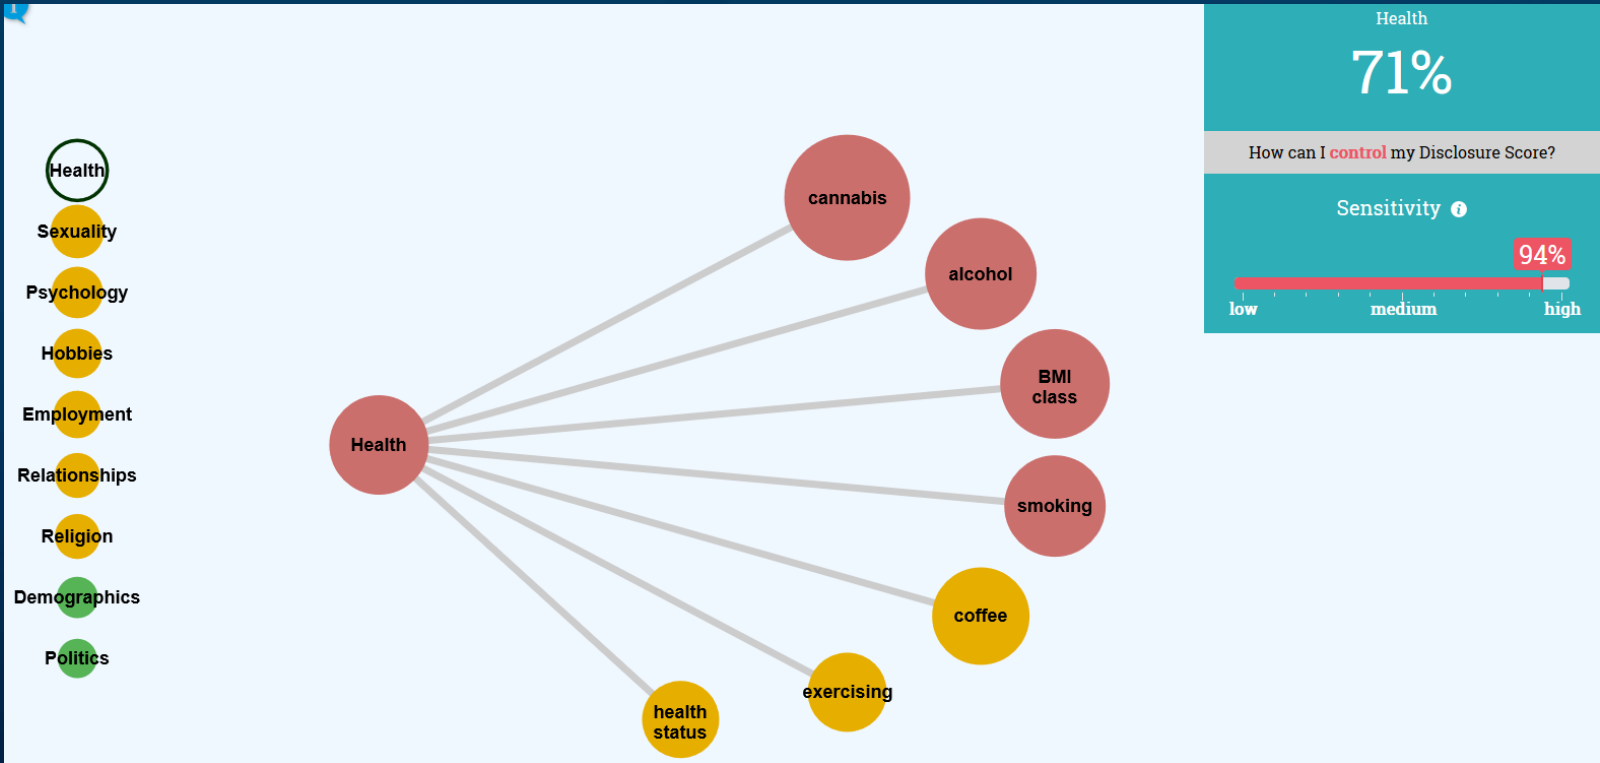 Health
Sexuality
Psychology
Hobbies
Employment
Relationships
Religion
Demographics
Politics
Health
cannabis
alcohol
BMI
class
smoking
coffee
exercising
health
status
Health
71%
How can I control my Disclosure Score?
Sensitivity i
94%
low medium high